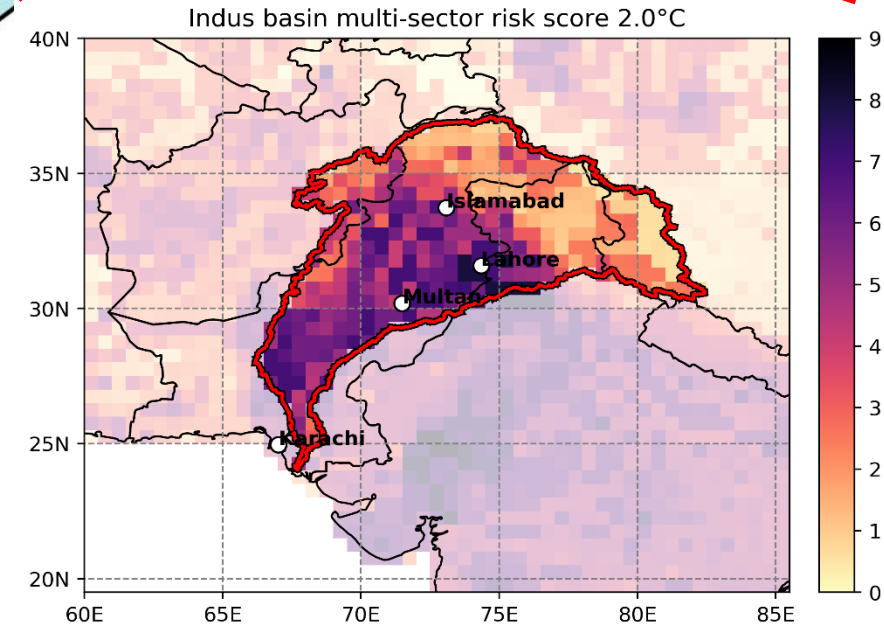 Indus basin multi-sector risk score 2.0°C
40N
35N
30N
25N
20N
60E
65E
70E
75E
80E
85E
Islamabad
Lahore
Multan
Karachi
9
8
7
6
5
4
3
2
1
0